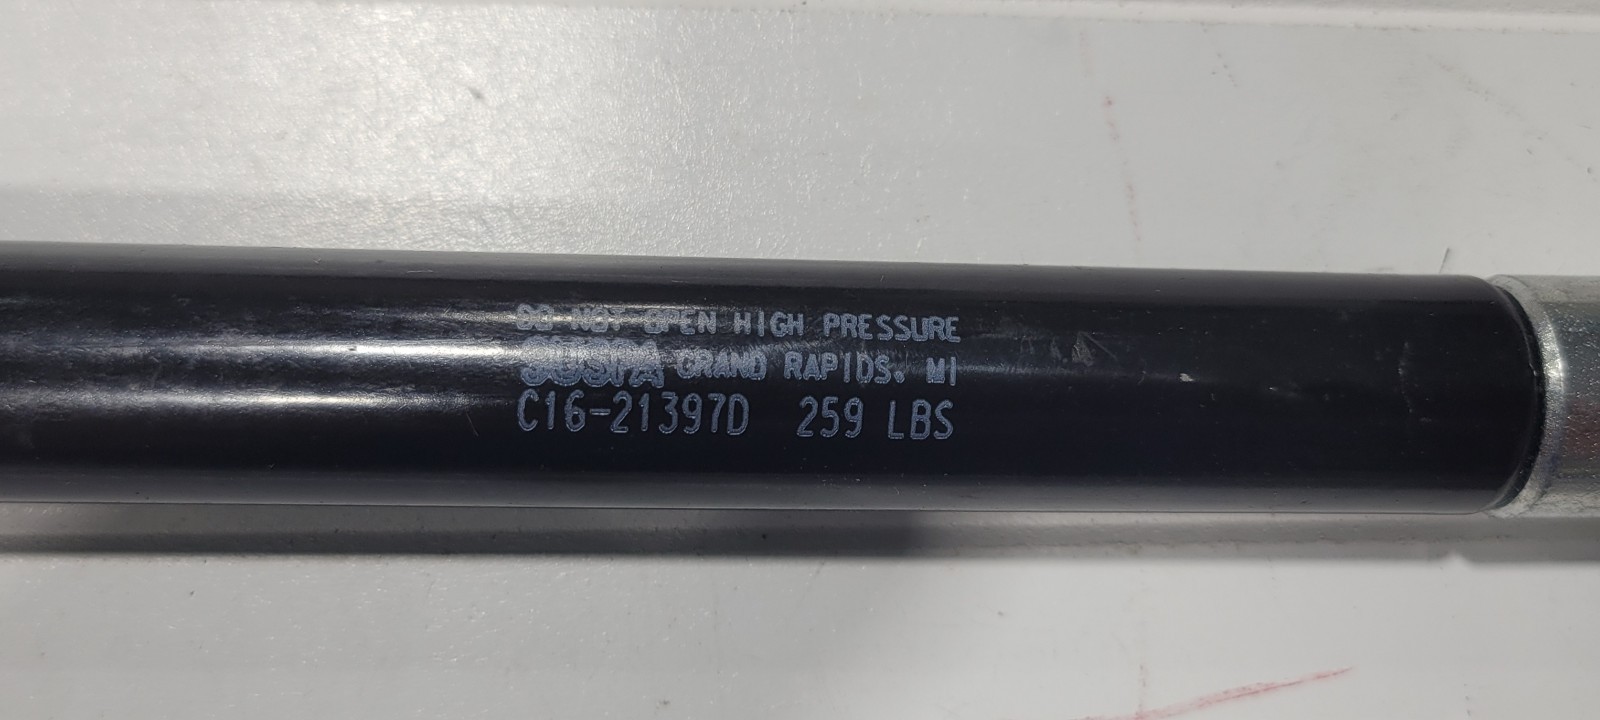 DO NOT OPEN HIGH PRESSURE
SUSPA GRAND RAPIDS. MI
C16-21397D 259 LBS